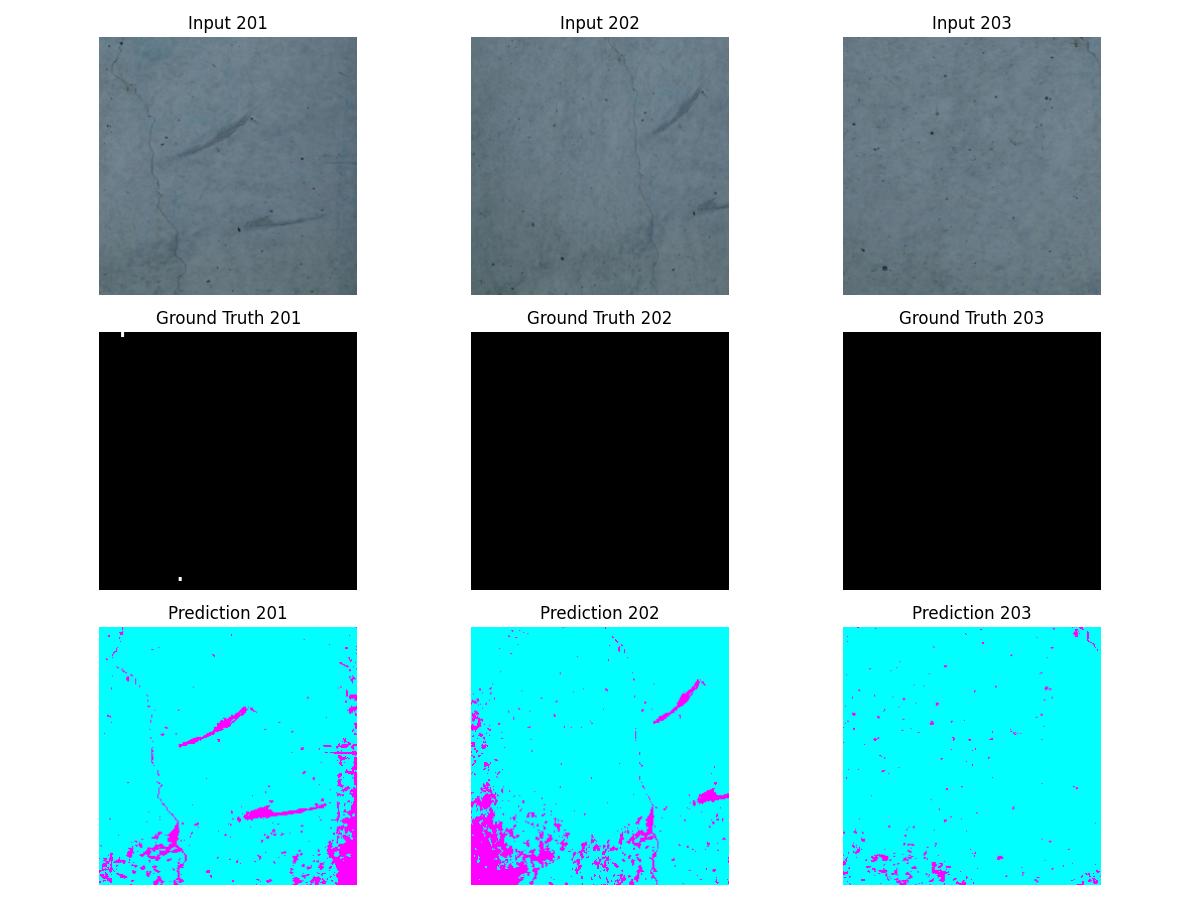 Input 201
Input 202
Input 203
Ground Truth 201
Ground Truth 202
Ground Truth 203
Prediction 201
Prediction 202
Prediction 203